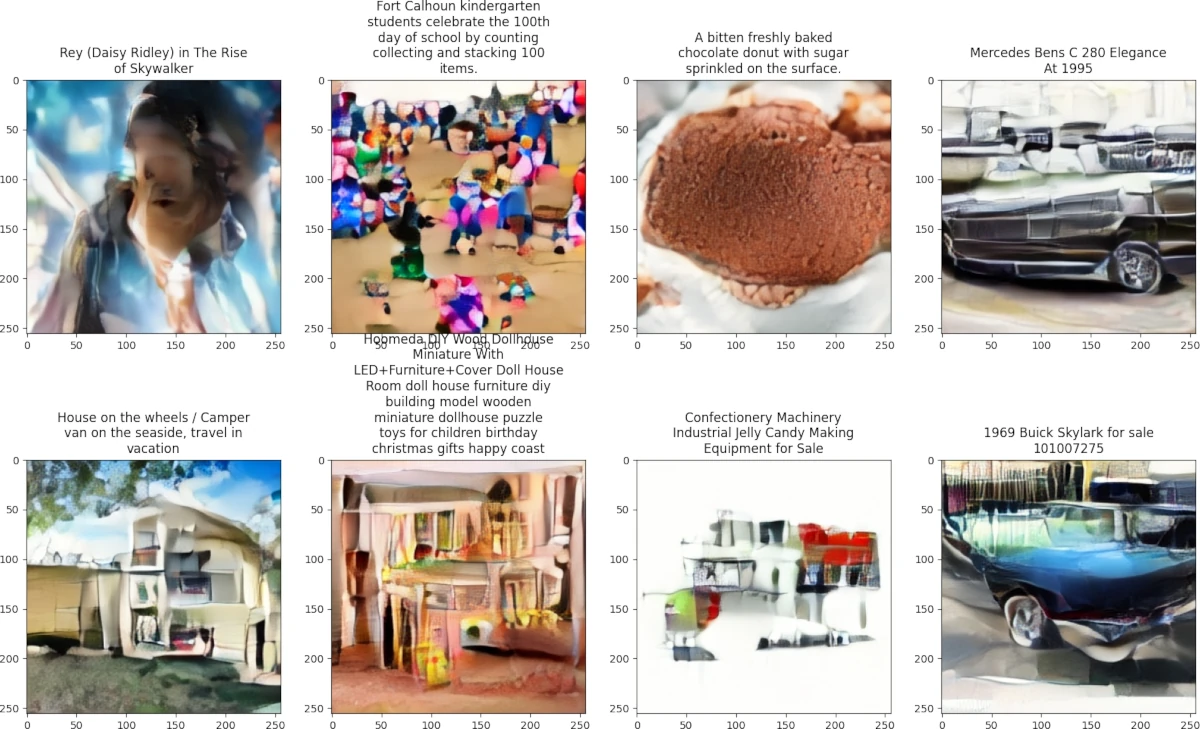 Rey (Daisy Ridley) in The Rise
of Skywalker
Fort Calhoun kindergarten
students celebrate the 100th
day of school by counting
collecting and stacking 100
items.
A bitten freshly baked
chocolate donut with sugar
sprinkled on the surface.
Mercedes Bens C 280 Elegance
At 1995
0
50
100
150
200
250
0 50 100 150 200 250
0
50
100
150
200
250
0 50 100 150 200 250
0
50
100
150
200
250
0 50 100 150 200 250
0
50
100
150
200
250
0 50 100 150 200 250
House on the wheels / Camper
van on the seaside, travel in
vacation
Hobmeda DIY Wood Dollhouse
Miniature With
LED+Furniture+Cover Doll House
Room doll house furniture diy
building model wooden
miniature dollhouse puzzle
toys for children birthday
christmas gifts happy coast
Confectionery Machinery
Industrial Jelly Candy Making
Equipment for Sale
1969 Buick Skylark for sale
101007275
0
50
100
150
200
250
0 50 100 150 200 250
0
50
100
150
200
250
0 50 100 150 200 250
0
50
100
150
200
250
0 50 100 150 200 250
0
50
100
150
200
250
0 50 100 150 200 250